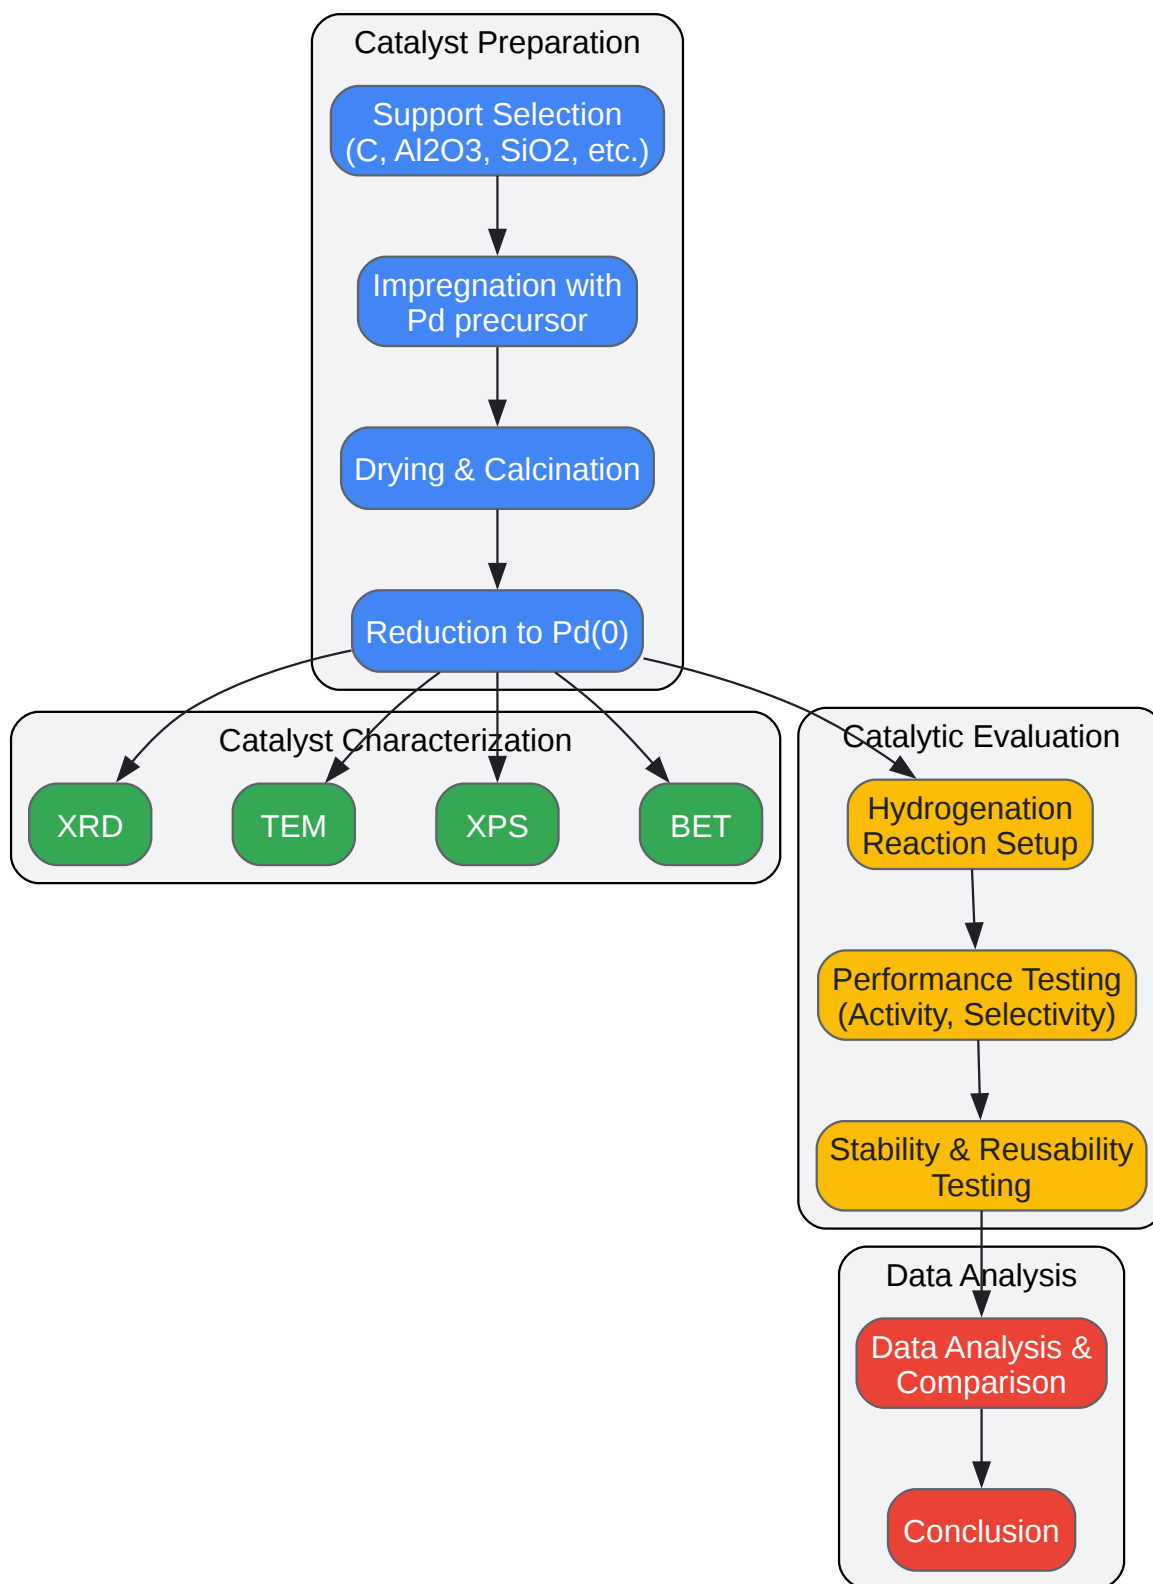 Catalyst Preparation
Support Selection
(C, Al2O3, SiO2, etc.)
Impregnation with
Pd precursor
Drying & Calcination
Reduction to Pd(0)
Catalyst Characterization
XRD
TEM
XPS
BET
Catalytic Evaluation
Hydrogenation
Reaction Setup
Performance Testing
(Activity, Selectivity)
Stability & Reusability
Testing
Data Analysis
Data Analysis &
Comparison
Conclusion